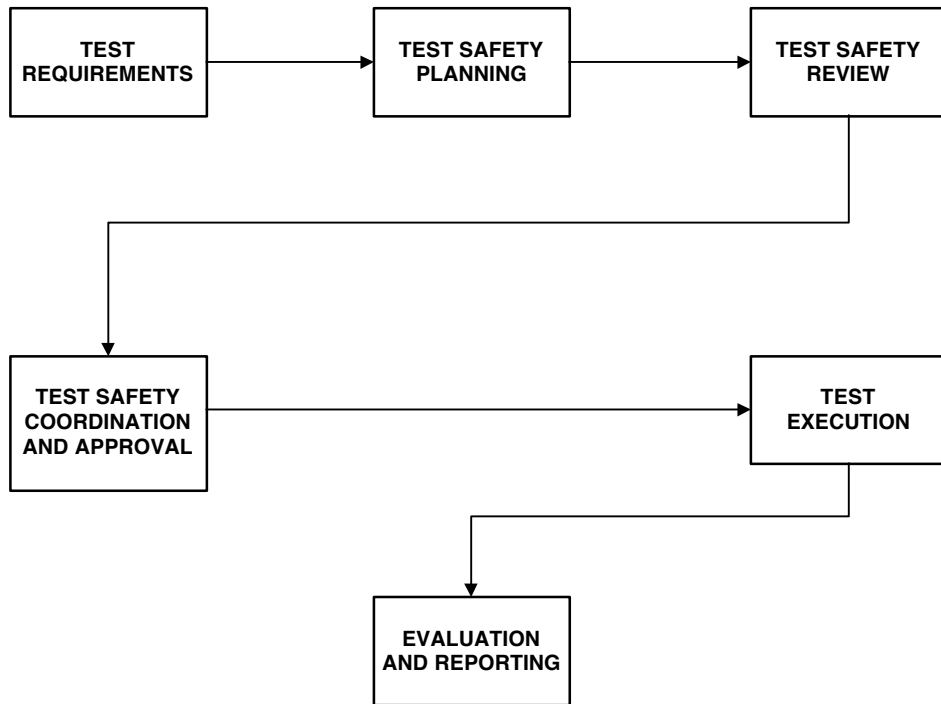 TEST
REQUIREMENTS
TEST SAFETY
PLANNING
TEST SAFETY
REVIEW
TEST SAFETY
COORDINATION
AND APPROVAL
TEST
EXECUTION
EVALUATION
AND REPORTING